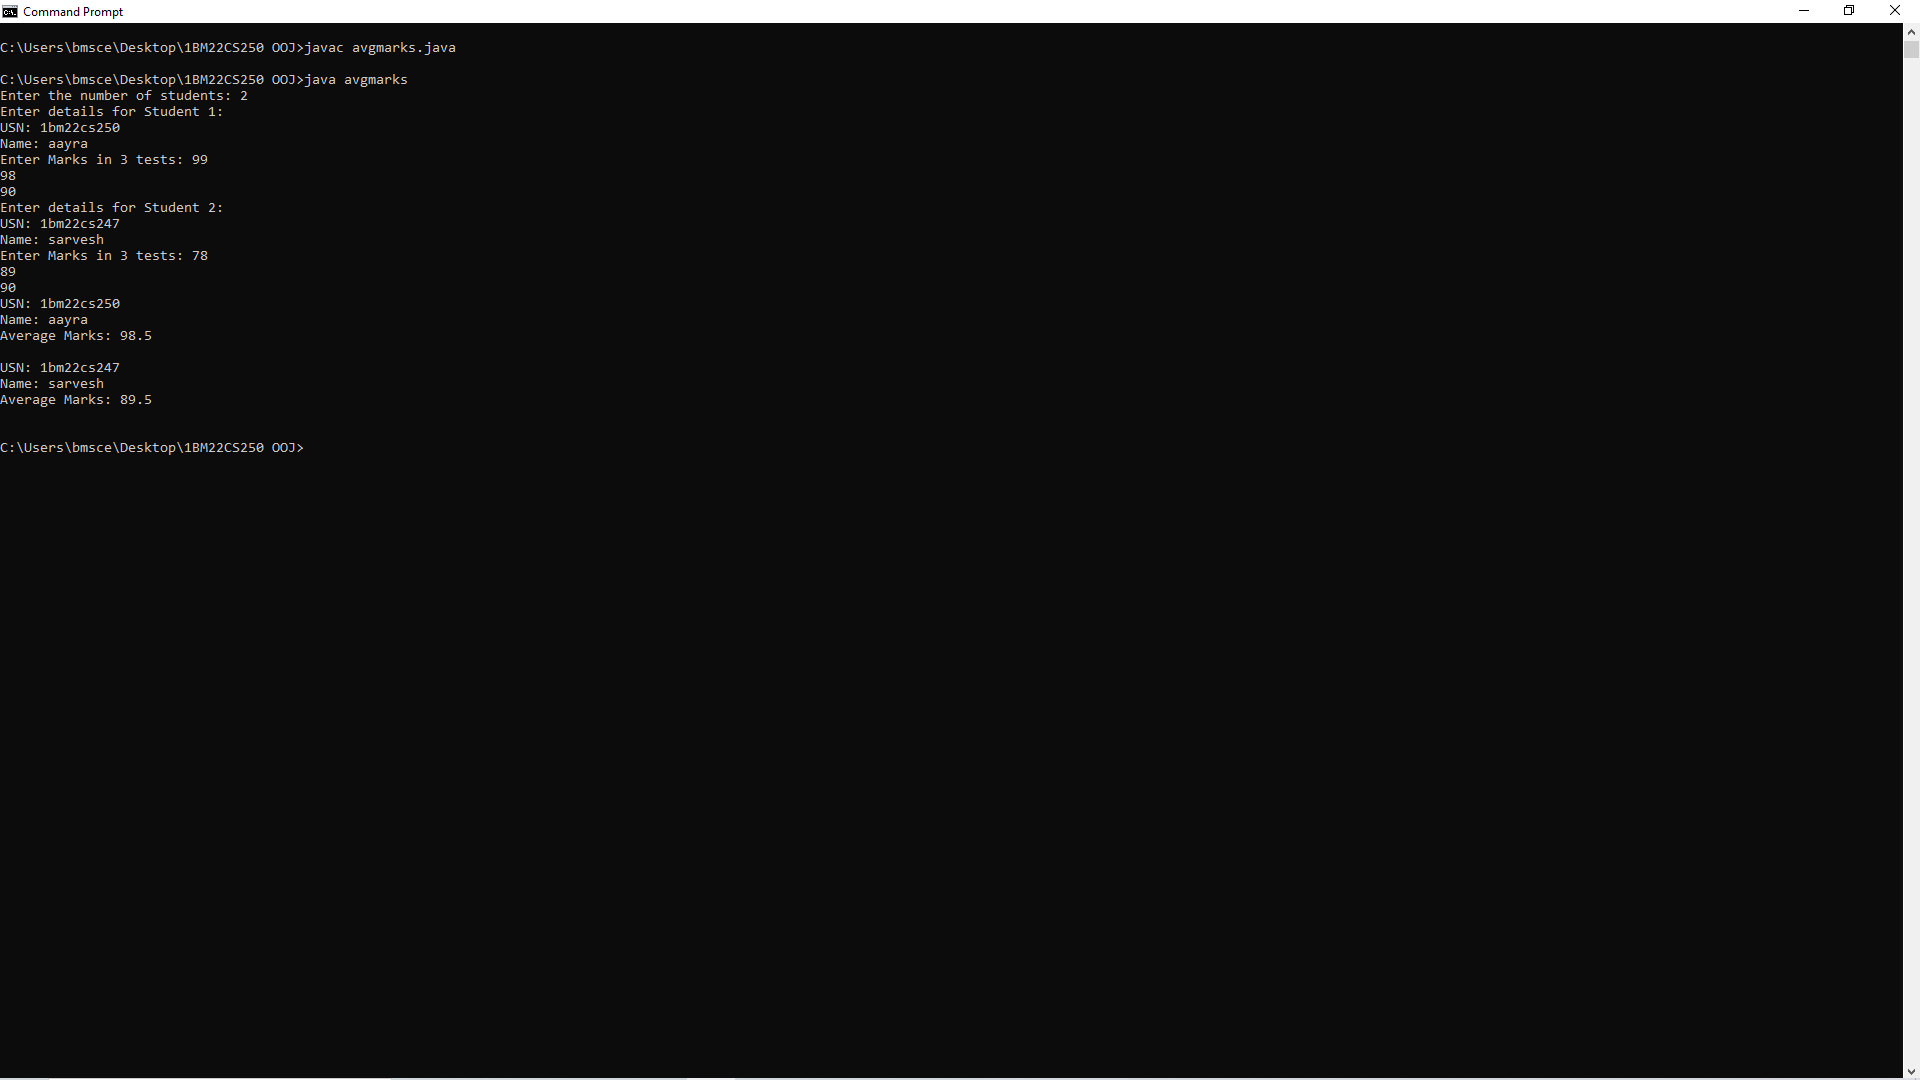 Command Prompt
C:\Users\bmsce\Desktop\1BM22CS250 OOJ>javac avgmarks.java
C:\Users\bmsce\Desktop\1BM22CS250 OOJ>java avgmarks
Enter the number of students: 2
Enter details for Student 1:
USN: 1bm22cs250
Name: aayra
Enter Marks in 3 tests: 99
98
90
Enter details for Student 2:
USN: 1bm22cs247
Name: sarvesh
Enter Marks in 3 tests: 78
89
90
USN: 1bm22cs250
Name: aayra
Average Marks: 98.5
USN: 1bm22cs247
Name: sarvesh
Average Marks: 89.5
C:\Users\bmsce\Desktop\1BM22CS250 OOJ>